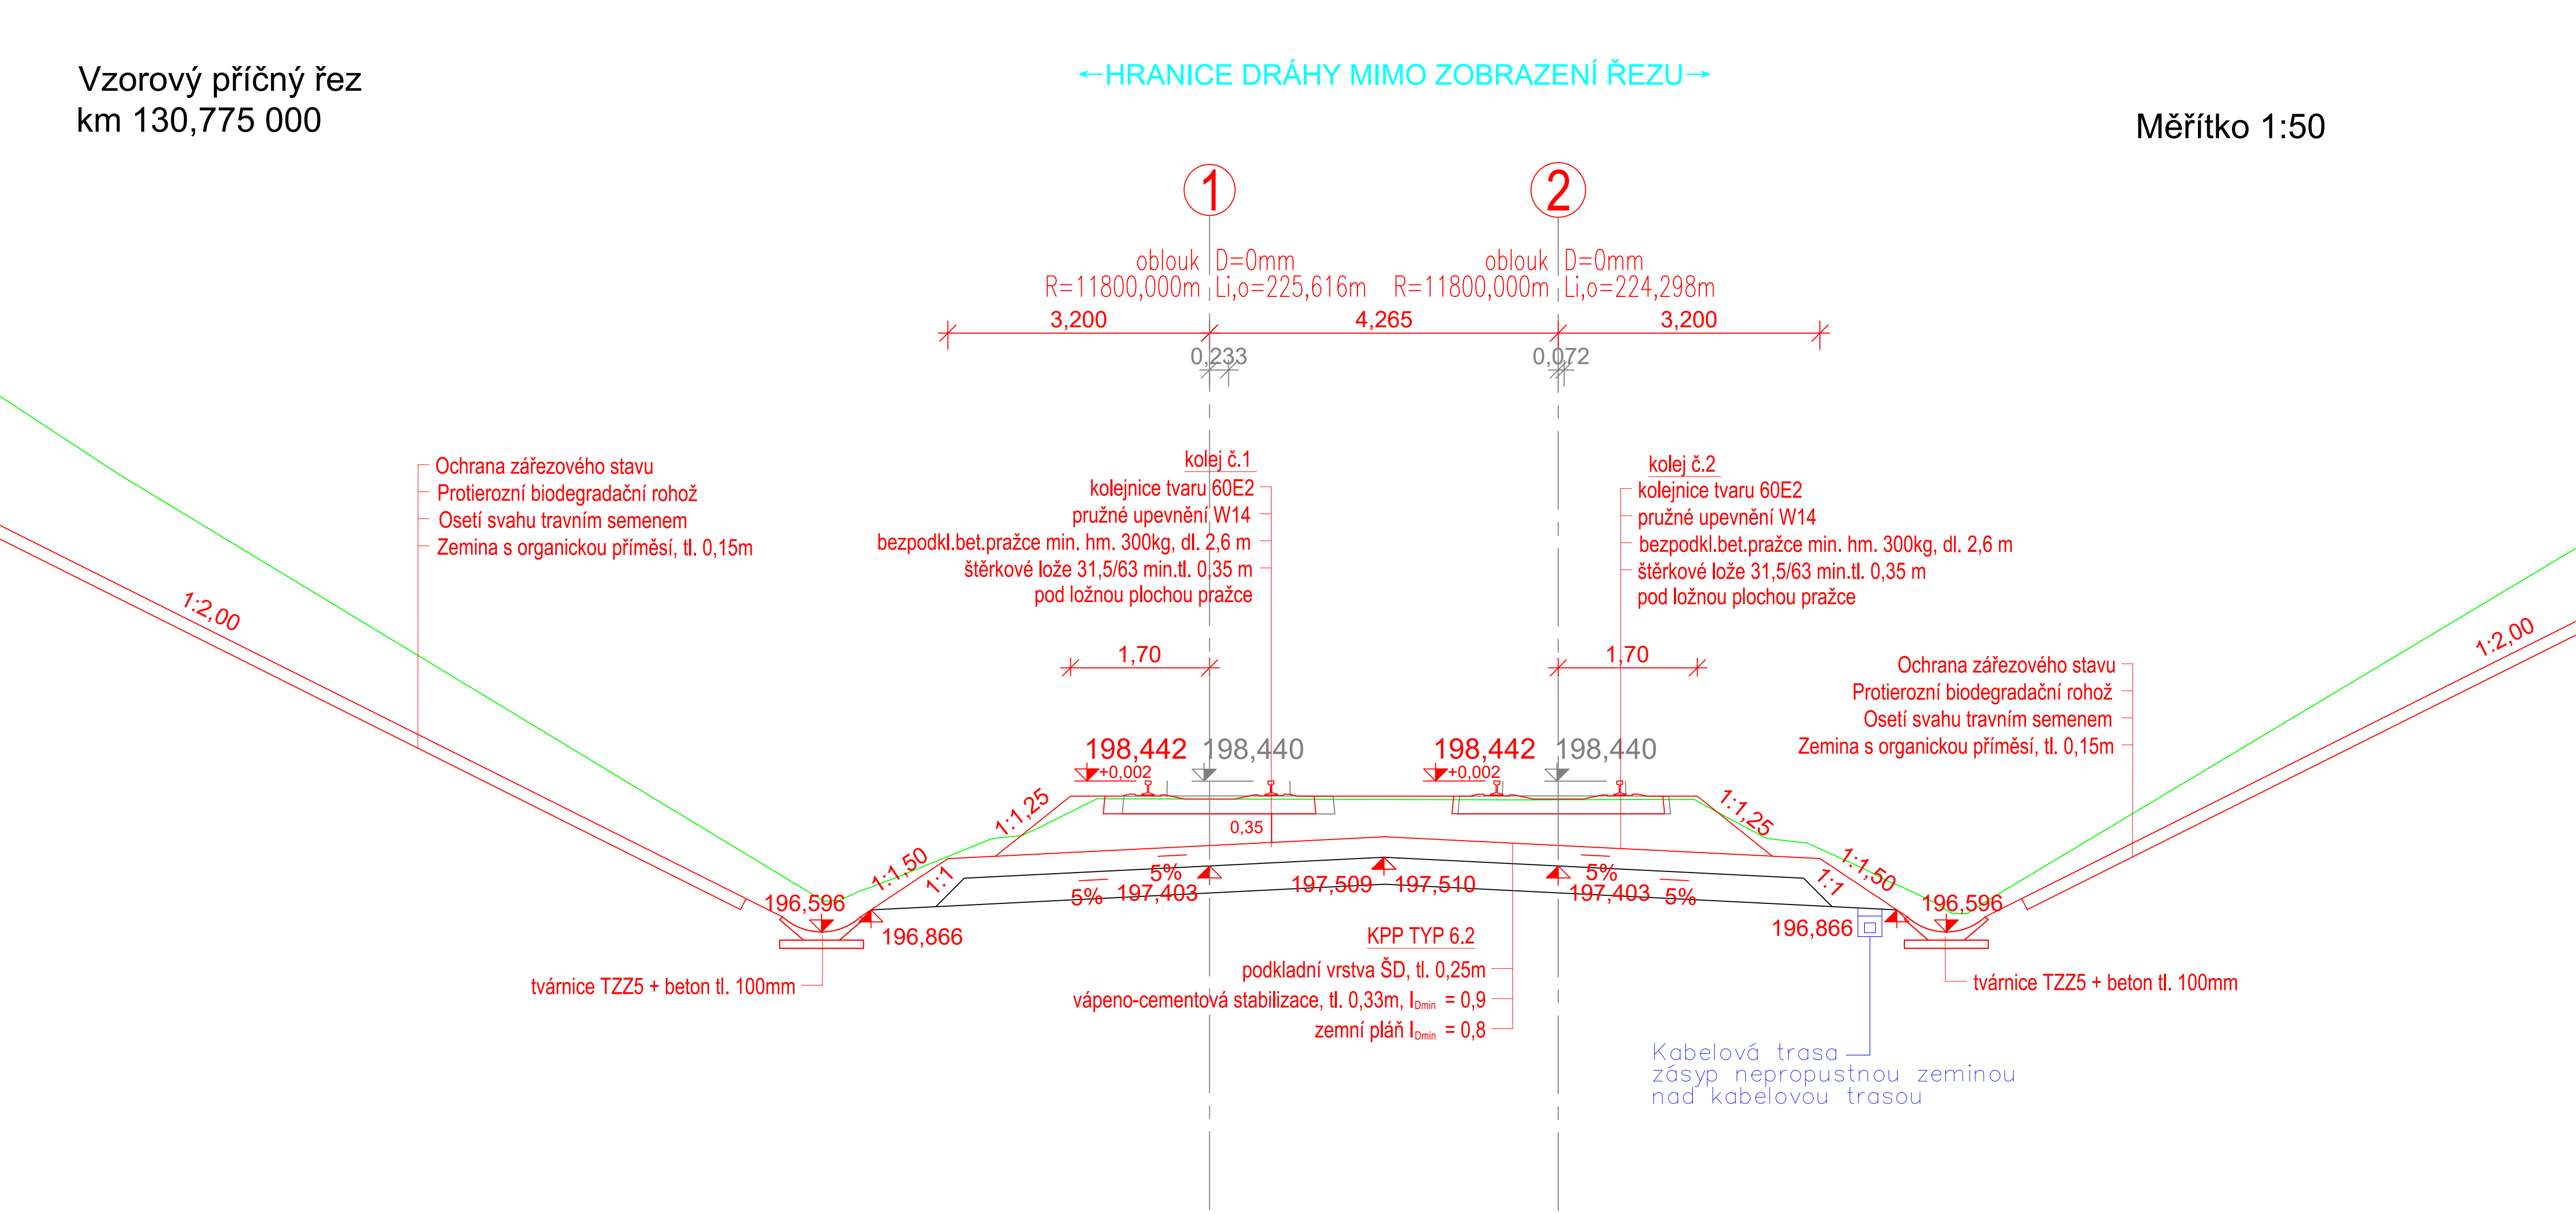 Vzorový příčný řez
km 130,775 000
←HRANICE DRÁHY MIMO ZOBRAZENÍ ŘEZU→
Měřítko 1:50
1
2
oblouk D=0mm
R=11800,000m Li,o=225,616m
oblouk D=0mm
R=11800,000m Li,o=224,298m
3,200
4,265
3,200
0,233
0,072
Ochrana zářezového stavu
Protierozní biodegradační rohož
Osetí svahu travním semenem
Zemina s organickou příměsí, tl. 0,15m
kolej č.1
kolejnice tvaru 60E2
pružné upevnění W14
bezpodkl.bet.pražce min. hm. 300kg, dl. 2,6 m
štěrkové lože 31,5/63 min.tl. 0,35 m
pod ložnou plochou pražce
kolej č.2
kolejnice tvaru 60E2
pružné upevnění W14
bezpodkl.bet.pražce min. hm. 300kg, dl. 2,6 m
štěrkové lože 31,5/63 min.tl. 0,35 m
pod ložnou plochou pražce
1:2,00
1:2,00
1,70
1,70
Ochrana zářezového stavu
Protierozní biodegradační rohož
Osetí svahu travním semenem
Zemina s organickou příměsí, tl. 0,15m
198,442 198,440
+0,002
198,442 198,440
+0,002
1:1,25
1:1,25
0,35
1:1,50
1:1
5%
5%
1:1
1:1,50
5%
197,403
197,509
197,510
197,403
5%
196,596
196,866
196,866
196,596
KPP TYP 6.2
podkladní vrstva ŠD, tl. 0,25m
vápeno-cementová stabilizace, tl. 0,33m, IDmin = 0,9
zemní pláň IDmin = 0,8
tvárnice TZZ5 + beton tl. 100mm
tvárnice TZZ5 + beton tl. 100mm
Kabelová trasa
zásyp nepropustnou zeminou
nad kabelovou trasou